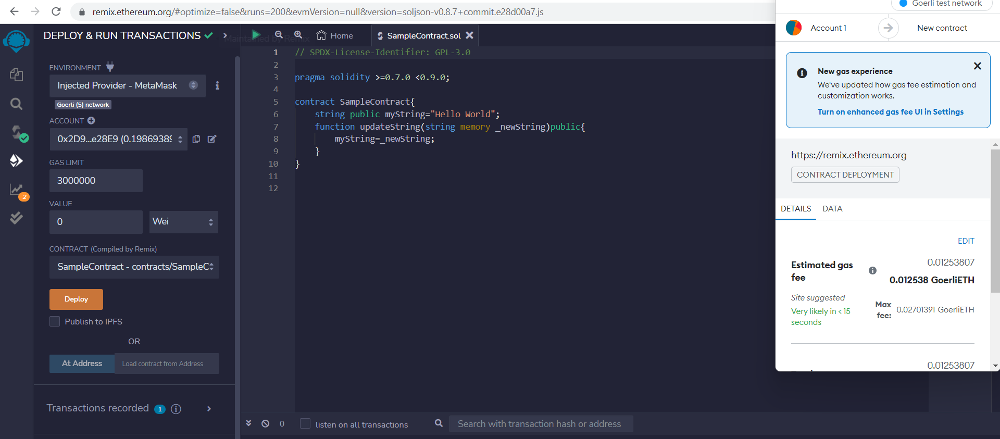 remix.ethereum.org/#optimize=false&runs=200&evmVersion=null&version=soljson-v0.8.7+commit.e28d00a7.js
DEPLOY & RUN TRANSACTIONS
ENVIRONMENT
Injected Provider - MetaMask
Goerli (5) network
ACCOUNT
0x2D9...e28E9 (0.19869389
GAS LIMIT
3000000
VALUE
0
Wei
CONTRACT (Compiled by Remix)
SampleContract - contracts/SampleC
Deploy
Publish to IPFS
OR
At Address
Load contract from Address
Transactions recorded 1
2
Maintained by Remix
Home
SampleContract.sol
1 // SPDX-License-Identifier: GPL-3.0
2
3 pragma solidity >=0.7.0 <0.9.0;
4
5 contract SampleContract{
6 string public myString="Hello World";
7 function updateString(string memory _newString)public{
8 myString=_newString;
9 }
10 }
11
12
0
listen on all transactions
Search with transaction hash or address
Goerli test network
Account 1
New contract
New gas experience
We've updated how gas fee estimation and
customization works.
Turn on enhanced gas fee UI in Settings
https://remix.ethereum.org
CONTRACT DEPLOYMENT
DETAILS
DATA
EDIT
Estimated gas
fee
0.01253807
0.012538 GoerliETH
Site suggested
Very likely in < 15
seconds
Max
fee:
0.02701391 GoerliETH
0.01253807